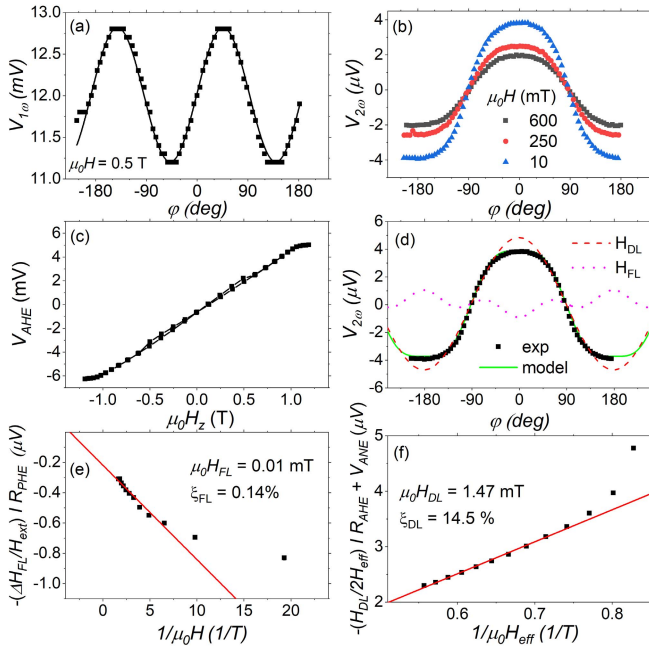 (a)
13.0
12.5
12.0
11.5
11.0
V1ω (mV)
μ0H = 0.5 T
-180 -90 0 90 180
φ (deg)
(b)
4
2
0
-2
-4
V2ω (μV)
μ0H (mT)
600
250
10
-180 -90 0 90 180
φ (deg)
(c)
6
4
2
0
-2
-4
-6
VAHE (mV)
-1.0 -0.5 0.0 0.5 1.0
μ0Hz (T)
(d)
6
4
2
0
-2
-4
-6
V2ω (μV)
HDL
HFL
exp
model
-180 -90 0 90 180
φ (deg)
(e)
-0.2
-0.4
-0.6
-0.8
-1.0
-(ΔHFL/Hext) I RPHE (μV)
μ0HFL = 0.01 mT
ξFL = 0.14%
0 5 10 15 20
1/μ0H (1/T)
(f)
5
4
3
2
-(HDL/2Heff) I RAHE + VANE (μV)
μ0HDL = 1.47 mT
ξDL = 14.5 %
0.6 0.7 0.8
1/μ0Heff (1/T)